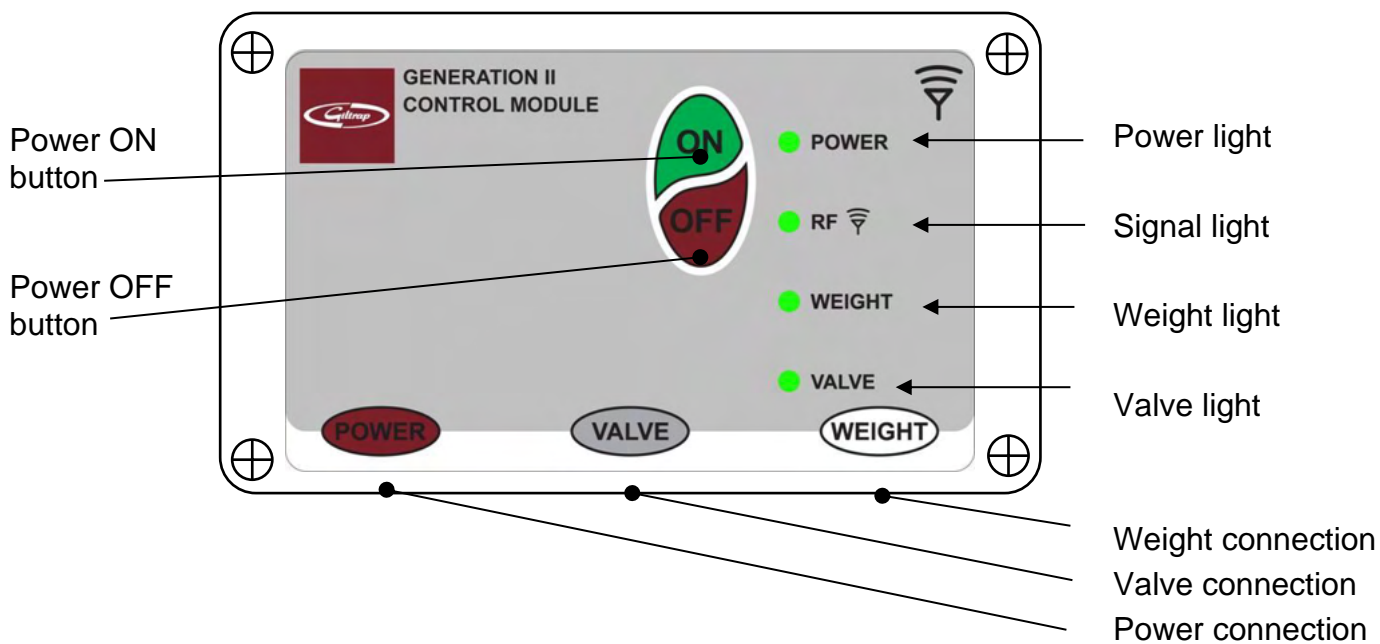 Giltrap
GENERATION II
CONTROL MODULE
ON
OFF
POWER
RF
WEIGHT
VALVE
POWER
VALVE
WEIGHT
Power ON
button
Power OFF
button
Power light
Signal light
Weight light
Valve light
Weight connection
Valve connection
Power connection